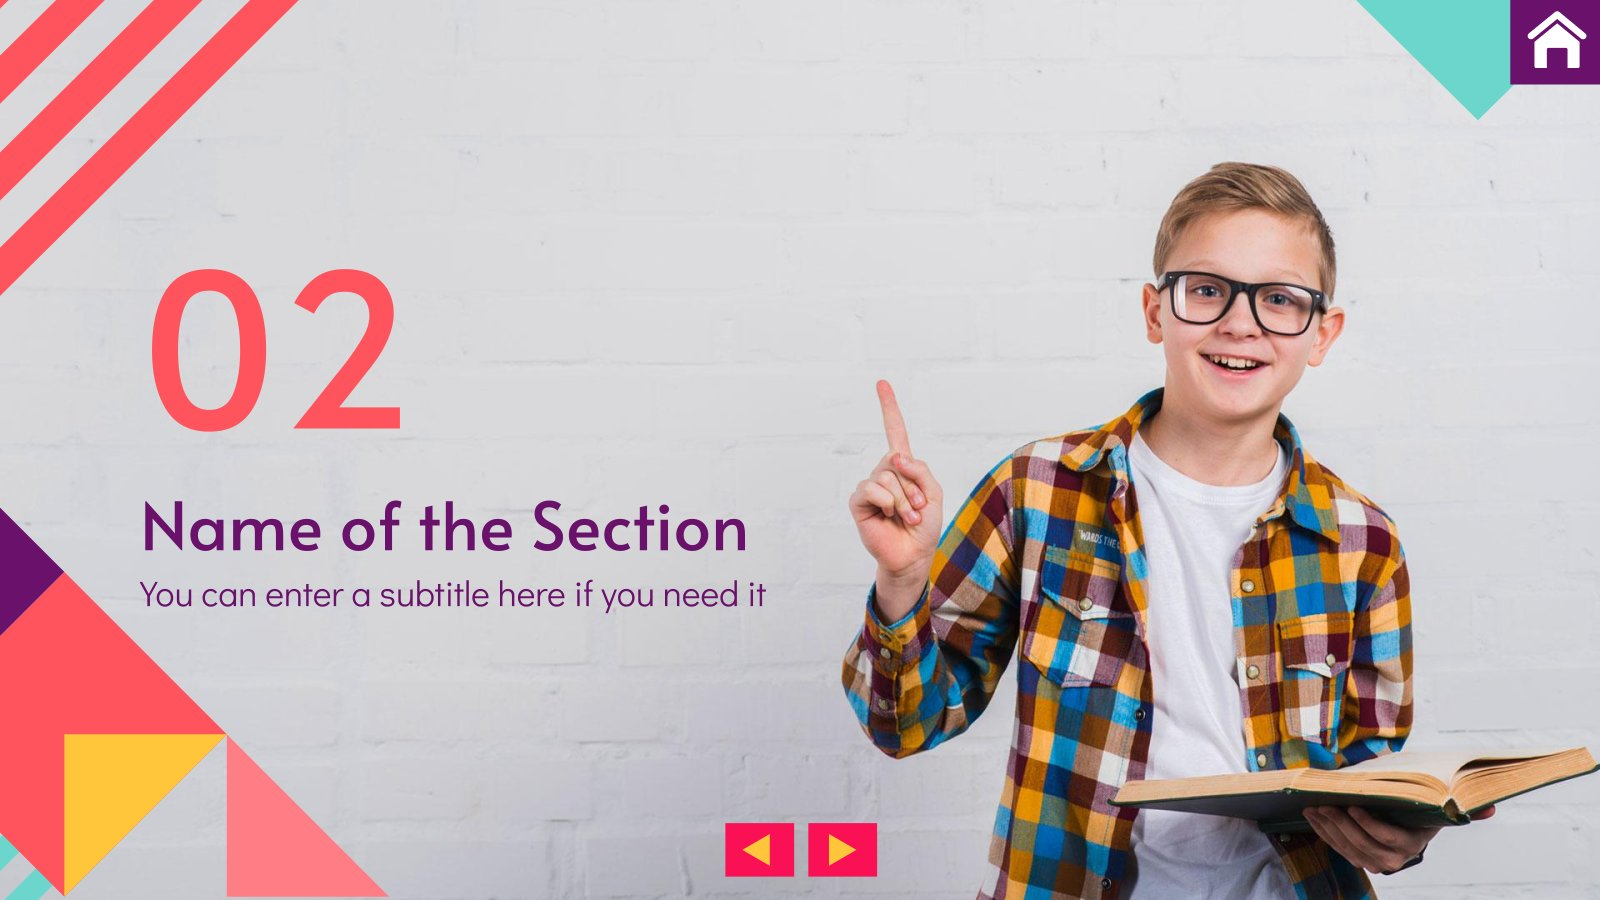 02
Name of the Section
You can enter a subtitle here if you need it